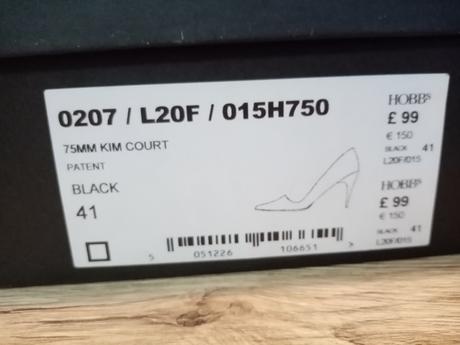 0207 / L20F / 015H750
75MM KIM COURT
PATENT
BLACK
41
5 051226 106651 >
HOBBS
£ 99
€ 150
BLACK 41
L20F/015
HOBBS
£ 99
€ 150
BLACK 41
L20F/015